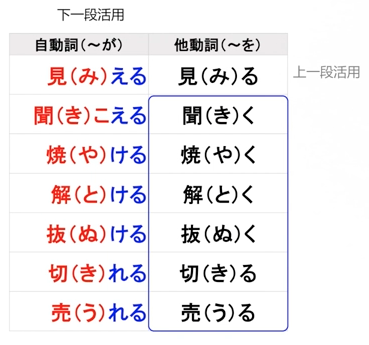 下一段活用
自動詞(~が) 他動詞(~を)
見(み)える 見(み)る 上一段活用
聞(き)こえる 聞(き)く
焼(や)ける 焼(や)く
解(と)ける 解(と)く
抜(ぬ)ける 抜(ぬ)く
切(き)れる 切(き)る
売(う)れる 売(う)る